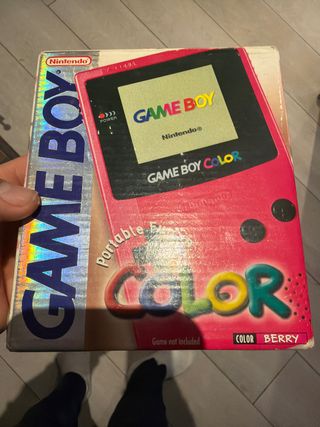 Nintendo
GAME BOY
POWER
GAME BOY
Nintendo®
GAME BOY COLOR
Portable
COLOR
Game not included
COLOR BERRY